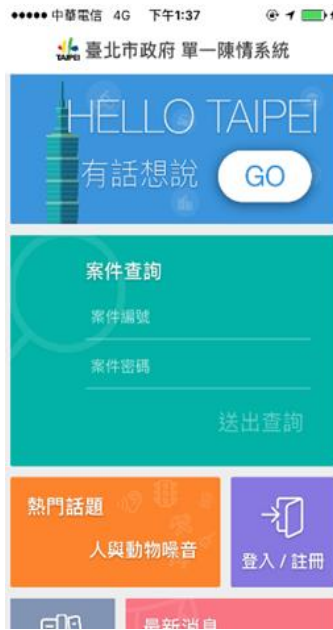 中華電信 4G 下午1:37
臺北市政府 單一陳情系統
HELLO TAIPEI
有話想說 GO
案件查詢
案件編號
案件密碼
送出查詢
熱門話題
人與動物噪音
登入 / 註冊
最新消息